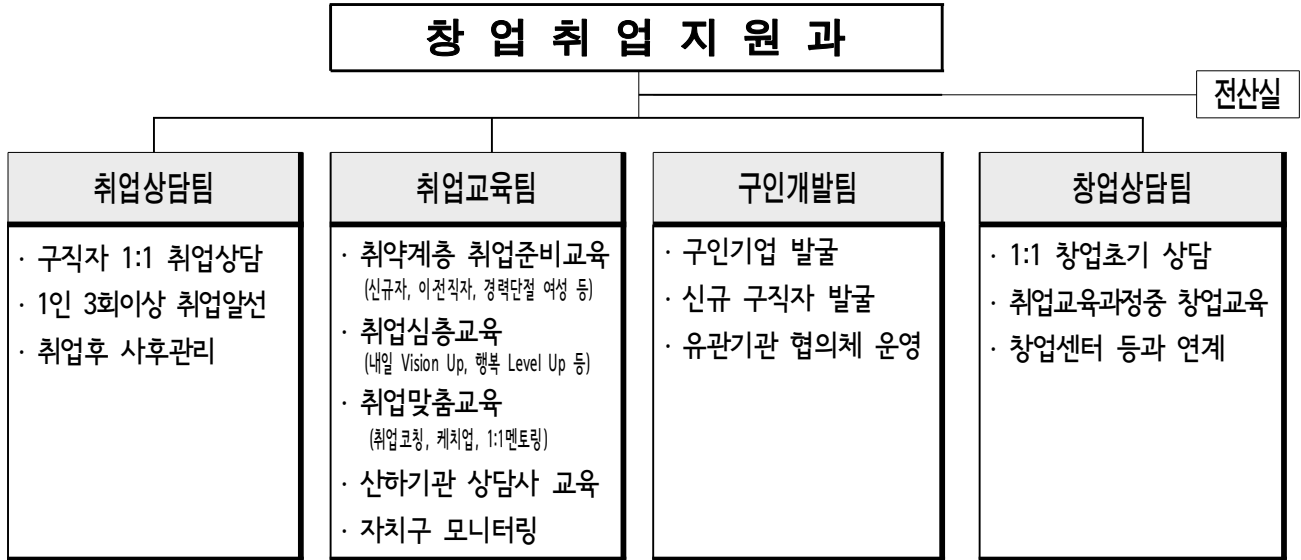 창 업 취 업 지 원 과
전산실
취업상담팀
· 구직자 1:1 취업상담
· 1인 3회이상 취업알선
· 취업후 사후관리
취업교육팀
· 취약계층 취업준비교육
(신규자, 이전직자, 경력단절 여성 등)
· 취업심층교육
(내일 Vision Up, 행복 Level Up 등)
· 취업맞춤교육
(취업코칭, 케치업, 1:1멘토링)
· 산하기관 상담사 교육
· 자치구 모니터링
구인개발팀
· 구인기업 발굴
· 신규 구직자 발굴
· 유관기관 협의체 운영
창업상담팀
· 1:1 창업초기 상담
· 취업교육과정중 창업교육
· 창업센터 등과 연계